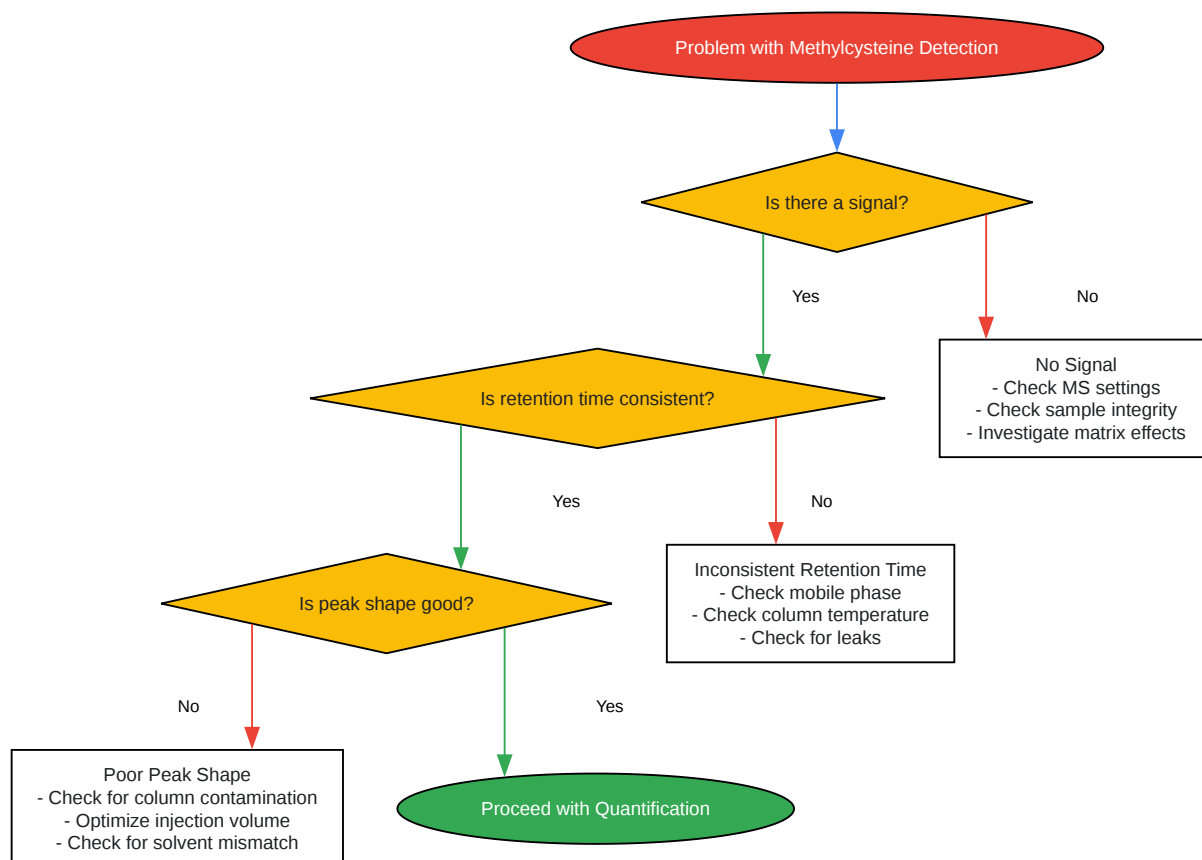 Problem with Methylcysteine Detection
Is there a signal?
Yes
No
No Signal
- Check MS settings
- Check sample integrity
- Investigate matrix effects
Is retention time consistent?
Yes
No
Inconsistent Retention Time
- Check mobile phase
- Check column temperature
- Check for leaks
Is peak shape good?
No
Yes
Poor Peak Shape
- Check for column contamination
- Optimize injection volume
- Check for solvent mismatch
Proceed with Quantification